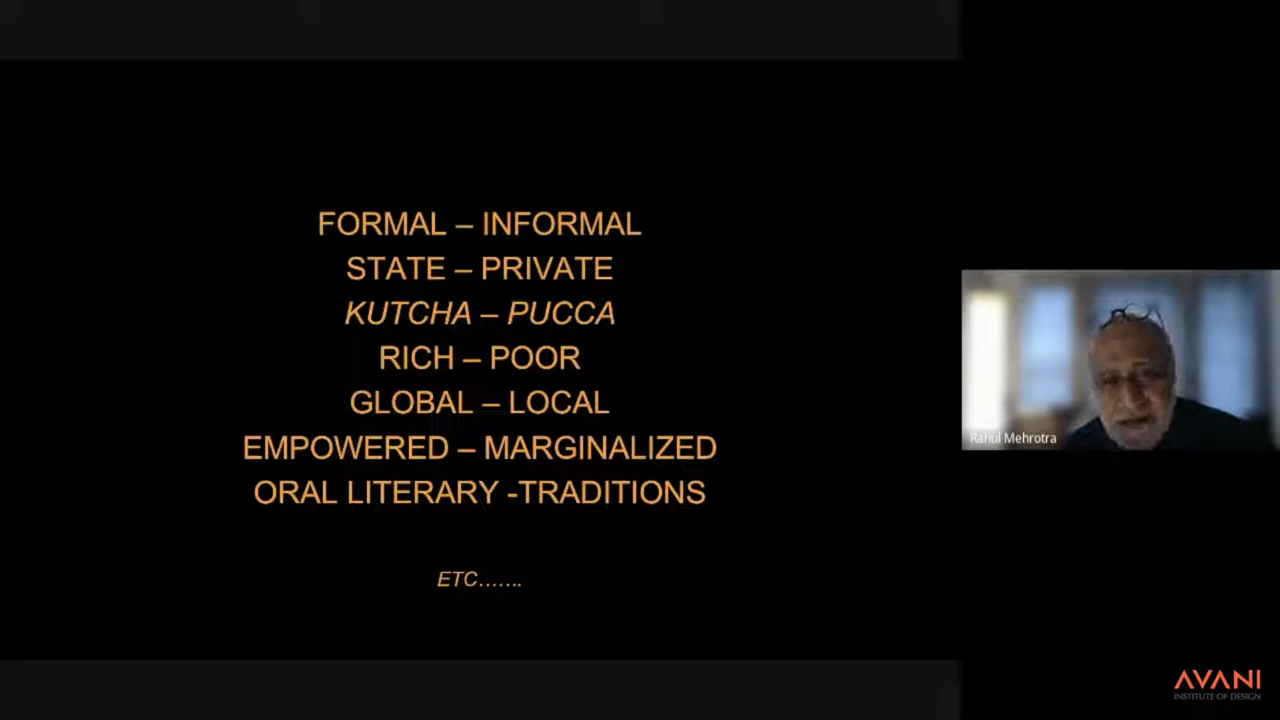 FORMAL – INFORMAL
STATE – PRIVATE
KUTCHA – PUCCA
RICH – POOR
GLOBAL – LOCAL
EMPOWERED – MARGINALIZED
ORAL LITERARY -TRADITIONS
ETC.......
Rahul Mehrotra
AVANI
INSTITUTE OF DESIGN